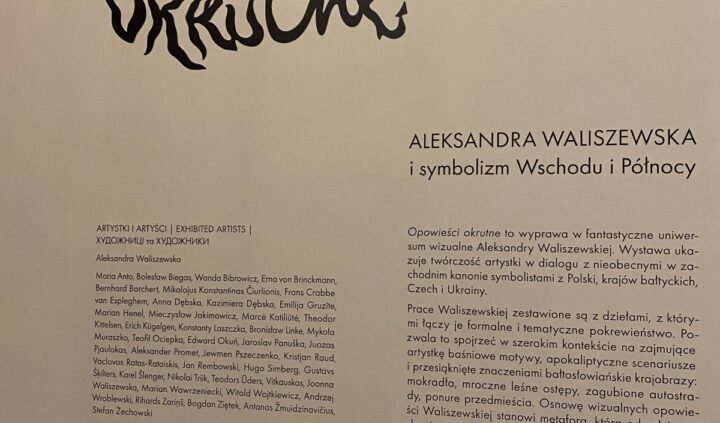 OKRUTNE
ALEKSANDRA WALISZEWSKA
i symbolizm Wschodu i Północy
ARTYSTKI I ARTYŚCI | EXHIBITED ARTISTS |
ХУДОЖНИЦІ та ХУДОЖНИКИ
Aleksandra Waliszewska
Maria Anto, Bolesław Biegas, Wanda Bibrowicz, Erna von Brinckmann,
Bernhard Borchert, Mikalojus Konstantinas Čiurlionis, Frans Crabbe
van Espleghem, Anna Dębska, Kazimiera Dębska, Emilija Gruzīte,
Marian Henel, Mieczysław Jakimowicz, Marcė Katiliūtė, Theodor
Kittelsen, Erich Kügelgen, Konstanty Laszczka, Bronisław Linke, Mykoła
Muraszko, Teofil Ociepka, Edward Okuń, Jaroslav Panuška, Juozas
Pjaulokas, Aleksander Promet, Jewmen Pszeczenko, Kristjan Raud,
Vaclovas Rotas-Rataiskis, Jan Rembowski, Hugo Simberg, Gustavs
Šķilters, Karel Šlenger, Nikolai Triik, Teodors Ūders, Vitkauskas, Joanna
Waliszewska, Marian Wawrzeniecki, Witold Wojtkiewicz, Andrzej
Wroblewski, Rihards Zariņš, Bogdan Ziętek, Antanas Žmuidzinavičius,
Stefan Żechowski
Opowieści okrutne to wyprawa w fantastyczne uniwer-
sum wizualne Aleksandry Waliszewskiej. Wystawa uka-
zuje twórczość artystki w dialogu z nieobecnymi w za-
chodnim kanonie symbolistami z Polski, krajów bałtyckich,
Czech i Ukrainy.
Prace Waliszewskiej zestawione są z dziełami, z który-
mi łączy je formalne i tematyczne pokrewieństwo. Po-
zwala to spojrzeć w szerokim kontekście na zajmujące
artystkę baśniowe motywy, apokaliptyczne scenariusze
i przesiąknięte znaczeniami bałtosłowiańskie krajobrazy:
mokradła, mroczne leśne ostępy, zagubione autostra-
dy, ponure przedmieścia. Osnowę wizualnych opowie-
ści Waliszewskiej stanowi metafora, która